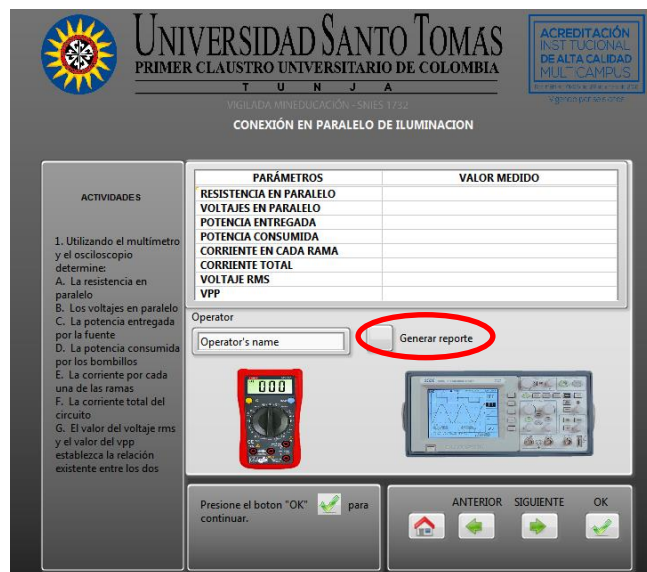 UNIVERSIDAD SANTO TOMÁS
PRIMER CLAUSTRO UNIVERSITARIO DE COLOMBIA
T U N J A
VIGILADA MINEDUCACIÓN - SNIES 1732
ACREDITACIÓN
INSTITUCIONAL
DE ALTA CALIDAD
MULTICAMPUS
CONEXIÓN EN PARALELO DE ILUMINACION
ACTIVIDADES
1. Utilizando el multímetro
y el osciloscopio
determine:
A. La resistencia en
paralelo
B. Los voltajes en paralelo
C. La potencia entregada
por la fuente
D. La potencia consumida
por los bombillos
E. La corriente por cada
una de las ramas
F. La corriente total del
circuito
G. El valor del voltaje rms
y el valor del vpp
establezca la relación
existente entre los dos
PARÁMETROS VALOR MEDIDO
RESISTENCIA EN PARALELO
VOLTAJES EN PARALELO
POTENCIA ENTREGADA
POTENCIA CONSUMIDA
CORRIENTE EN CADA RAMA
CORRIENTE TOTAL
VOLTAJE RMS
VPP
Operator
Operator's name
Generar reporte
000
Presione el boton "OK" para
continuar.
ANTERIOR SIGUIENTE OK